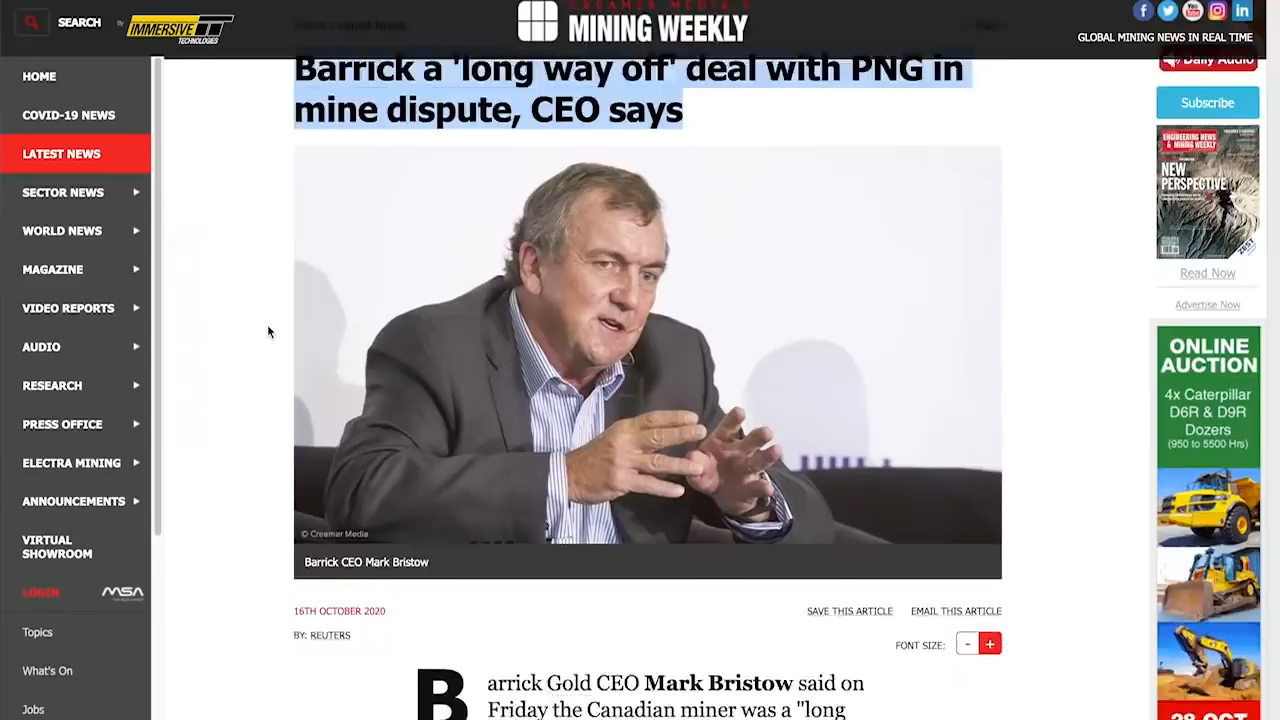 SEARCH
By
IMMERSIVE
TECHNOLOGIES
CREAMER MEDIA'S
MINING WEEKLY
GLOBAL MINING NEWS IN REAL TIME
HOME
COVID-19 NEWS
LATEST NEWS
SECTOR NEWS
WORLD NEWS
MAGAZINE
VIDEO REPORTS
AUDIO
RESEARCH
PRESS OFFICE
ELECTRA MINING
ANNOUNCEMENTS
VIRTUAL
SHOWROOM
LOGIN
MSA
Topics
What's On
Jobs
Barrick a 'long way off' deal with PNG in
mine dispute, CEO says
© Creamer Media
Barrick CEO Mark Bristow
16TH OCTOBER 2020
SAVE THIS ARTICLE
EMAIL THIS ARTICLE
BY: REUTERS
FONT SIZE:
-
+
Barrick Gold CEO Mark Bristow said on
Friday the Canadian miner was a "long
Daily Audio
Subscribe
ENGINEERING NEWS
& MINING WEEKLY
NEW
PERSPECTIVE
Read Now
Advertise Now
ONLINE
AUCTION
4x Caterpillar
D6R & D9R
Dozers
(950 to 5500 Hrs)
28 OCT